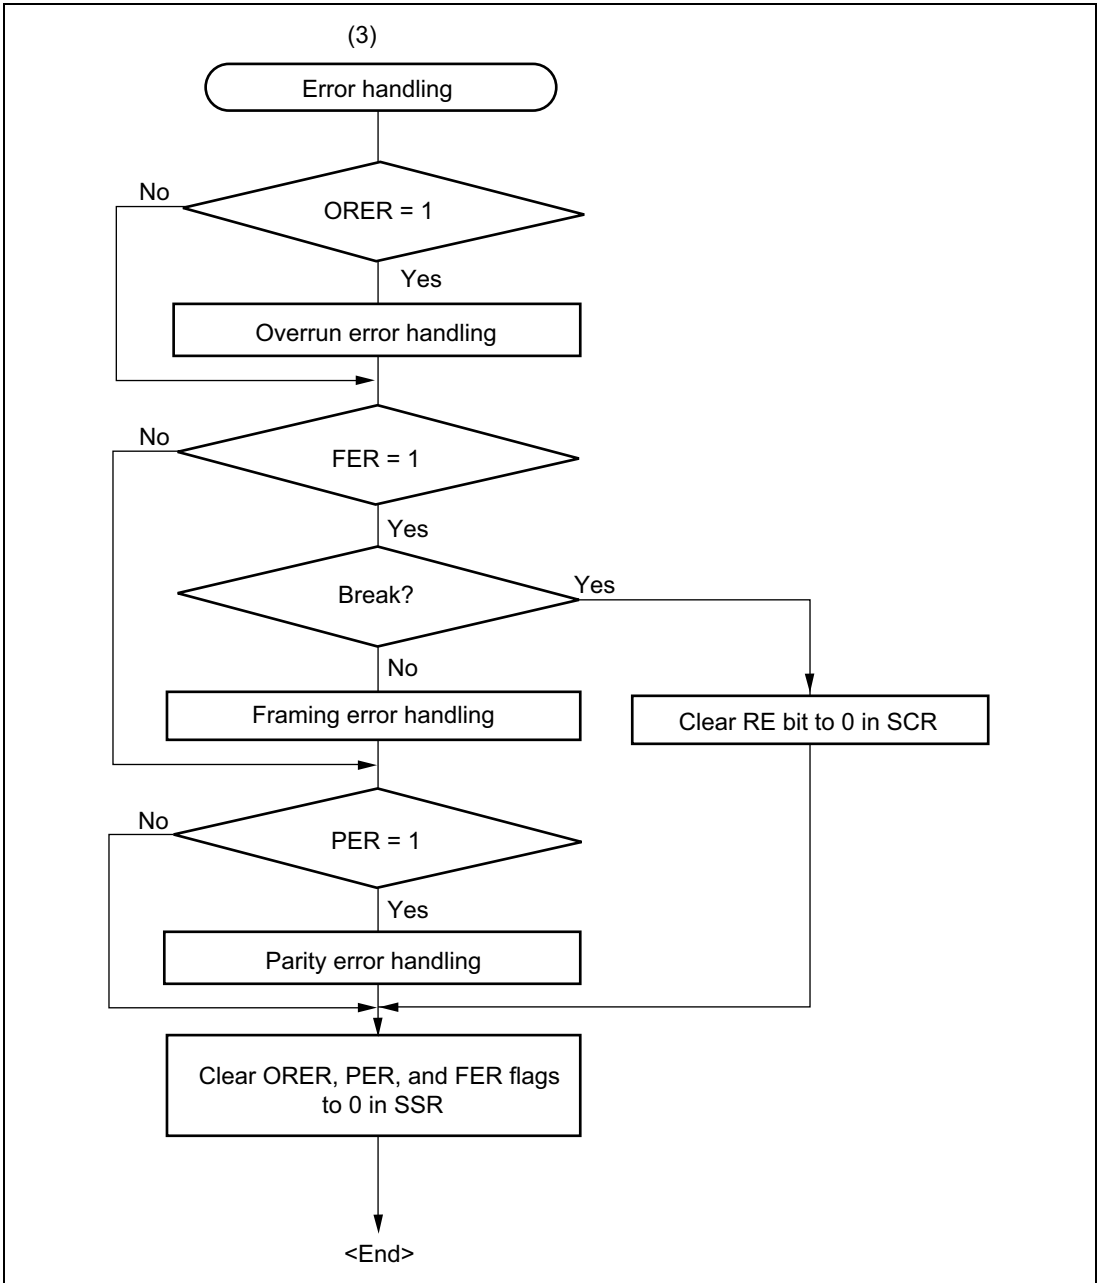 (3)
Error handling
No
ORER = 1
Yes
Overrun error handling
No
FER = 1
Yes
Break?
Yes
No
Framing error handling
Clear RE bit to 0 in SCR
No
PER = 1
Yes
Parity error handling
Clear ORER, PER, and FER flags
to 0 in SSR
<End>